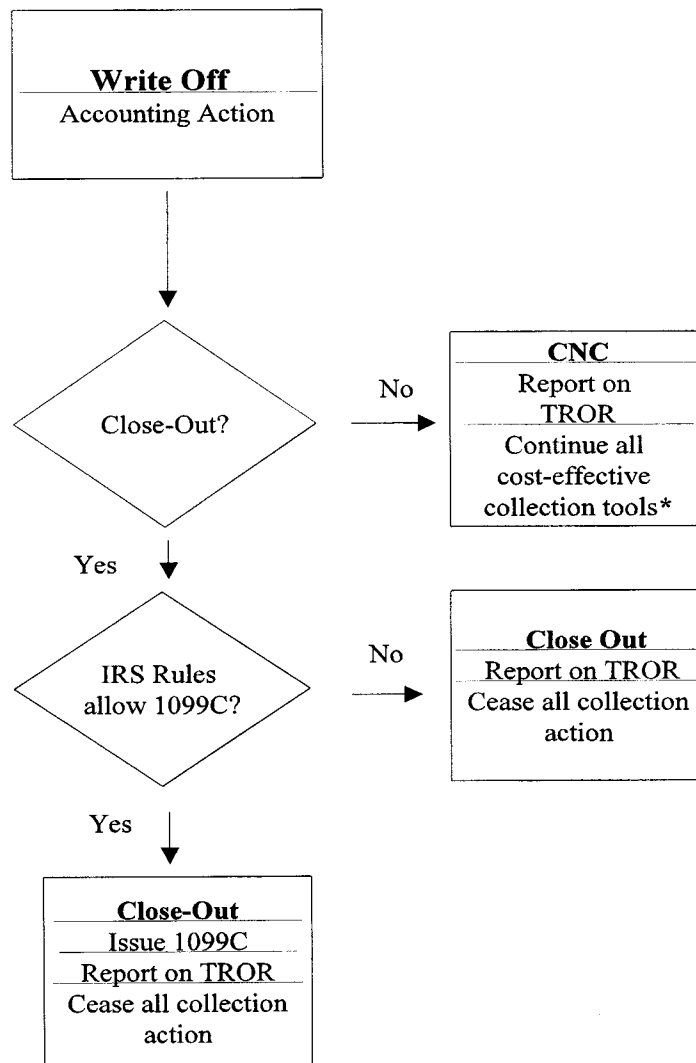 Write Off
Accounting Action
Close-Out?
No
CNC
Report on
TROR
Continue all
cost-effective
collection tools*
Yes
IRS Rules
allow 1099C?
No
Close Out
Report on TROR
Cease all collection
action
Yes
Close-Out
Issue 1099C
Report on TROR
Cease all collection
action